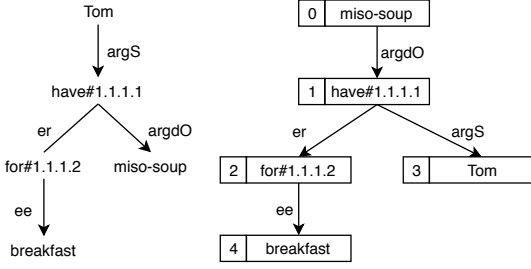 Tom
argS
have#1.1.1.1
er
argdO
for#1.1.1.2
miso-soup
ee
breakfast
0 miso-soup
argdO
1 have#1.1.1.1
er
argS
2 for#1.1.1.2
3 Tom
ee
4 breakfast